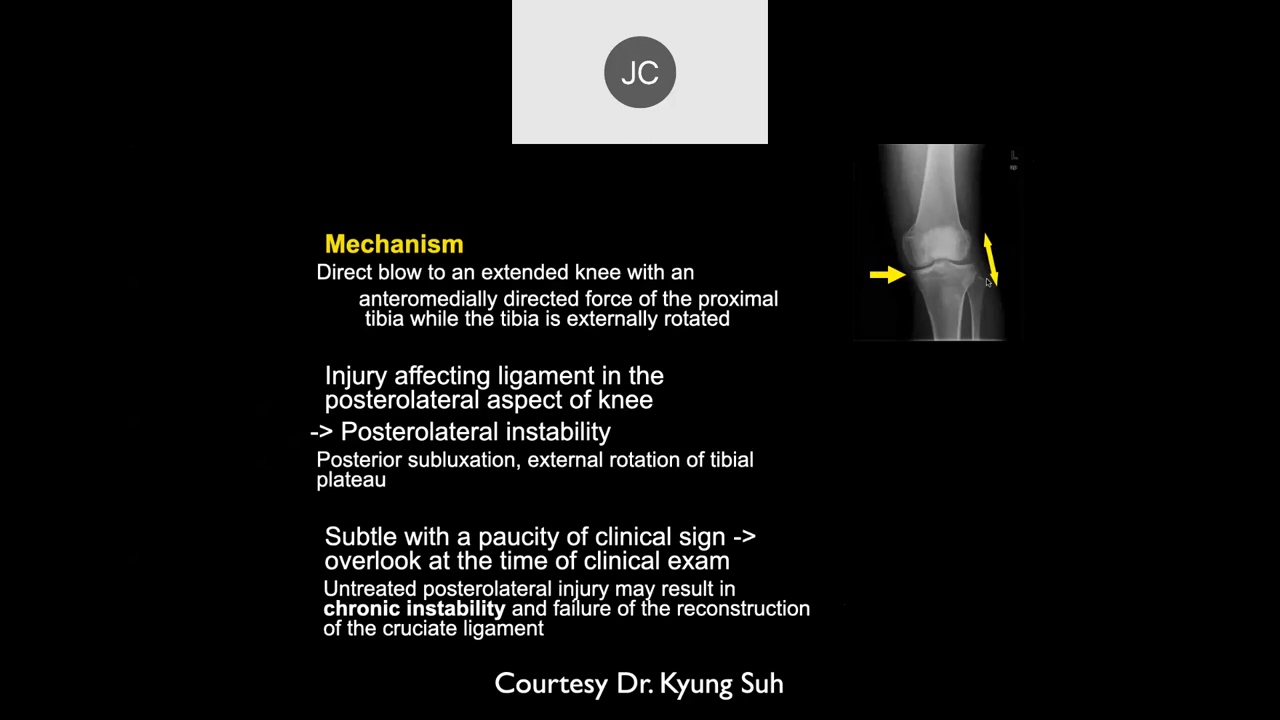 JC
L
Mechanism
Direct blow to an extended knee with an
anteromedially directed force of the proximal
tibia while the tibia is externally rotated
Injury affecting ligament in the
posterolateral aspect of knee
-> Posterolateral instability
Posterior subluxation, external rotation of tibial
plateau
Subtle with a paucity of clinical sign ->
overlook at the time of clinical exam
Untreated posterolateral injury may result in
chronic instability and failure of the reconstruction
of the cruciate ligament
Courtesy Dr. Kyung Suh